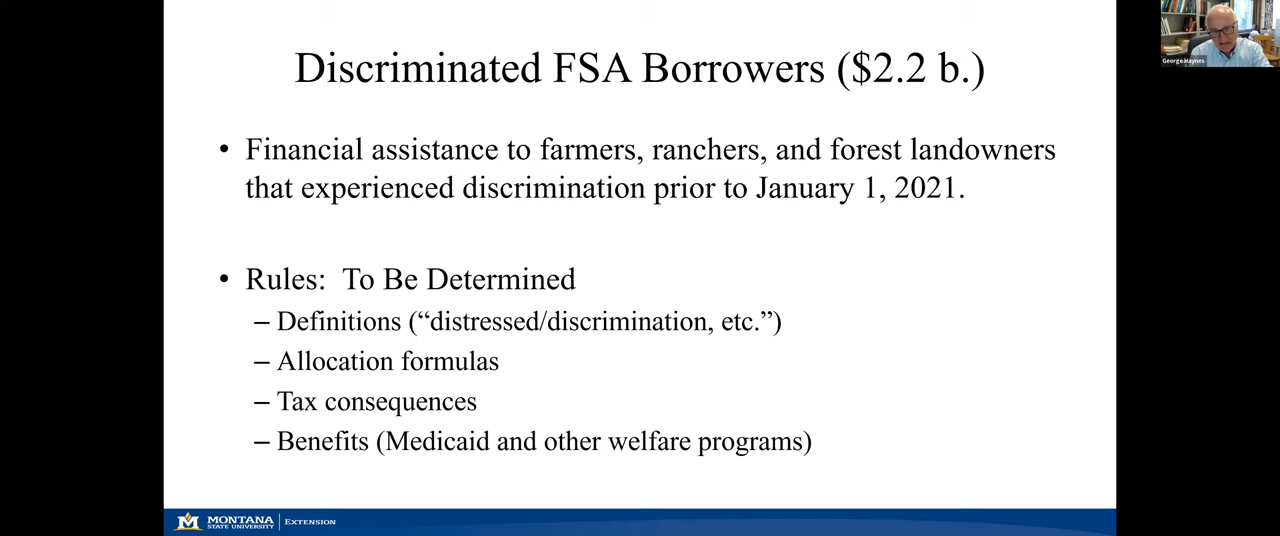 Discriminated FSA Borrowers ($2.2 b.)
George Haynes
• Financial assistance to farmers, ranchers, and forest landowners
that experienced discrimination prior to January 1, 2021.
• Rules: To Be Determined
– Definitions (“distressed/discrimination, etc.”)
– Allocation formulas
– Tax consequences
– Benefits (Medicaid and other welfare programs)
MONTANA
STATE UNIVERSITY
EXTENSION